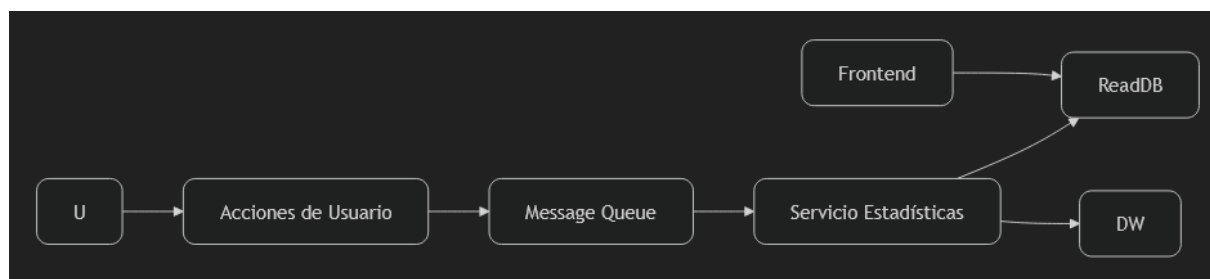 Frontend
ReadDB
U
Acciones de Usuario
Message Queue
Servicio Estadísticas
DW